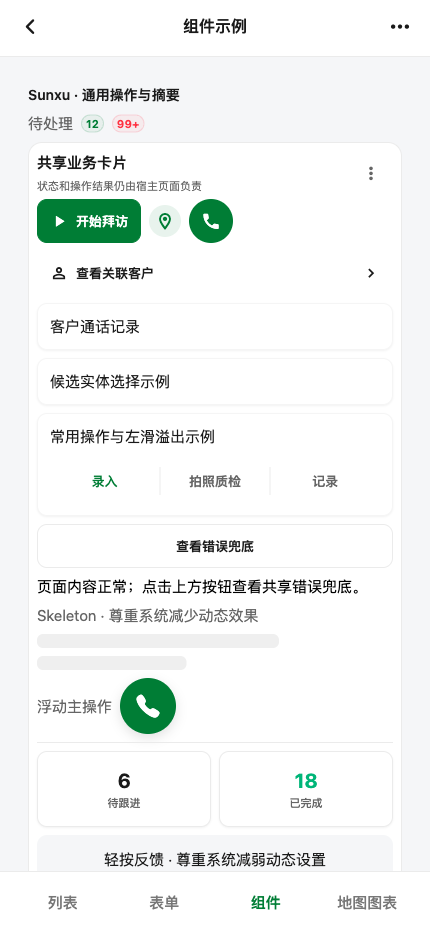 组件示例
Sunxu · 通用操作与摘要
待处理 12 99+
共享业务卡片
状态和操作结果仍由宿主页面负责
开始拜访
查看关联客户
客户通话记录
候选实体选择示例
常用操作与左滑溢出示例
录入 拍照质检 记录
查看错误兜底
页面内容正常；点击上方按钮查看共享错误兜底。
Skeleton · 尊重系统减少动态效果
浮动主操作
6 18
待跟进 已完成
轻按反馈 · 尊重系统减弱动态设置
列表 表单 组件 地图图表